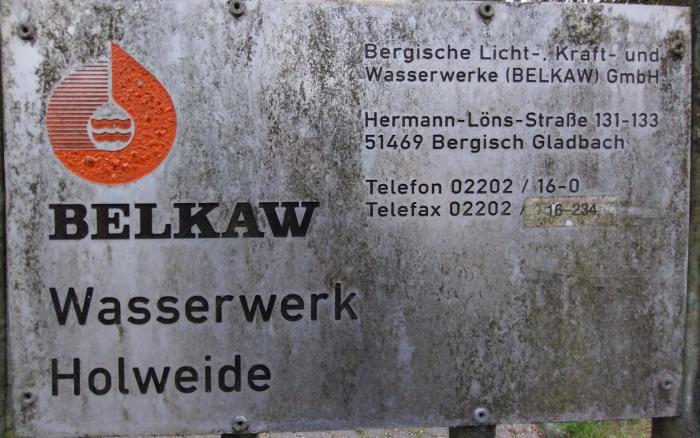 BELKAW
Wasserwerk
Holweide
Bergische Licht-, Kraft- und
Wasserwerke (BELKAW) GmbH
Hermann-Löns-Straße 131-133
51469 Bergisch Gladbach
Telefon 02202 / 16-0
Telefax 02202 / 16-234